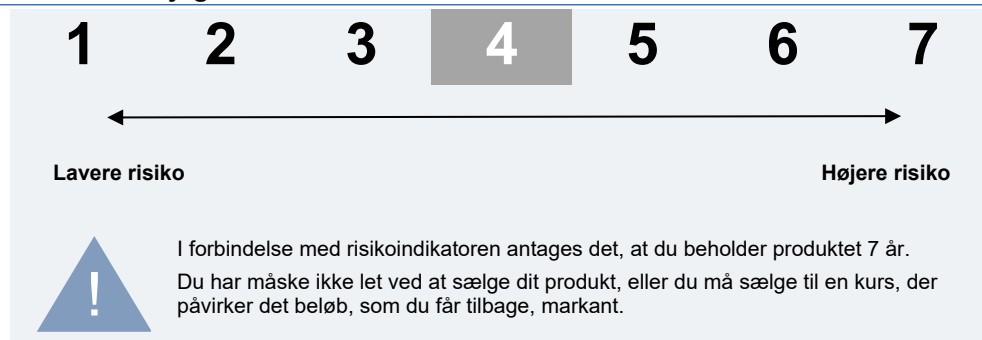 1 2 3 4 5 6 7
Lavere risiko Højere risiko
!
I forbindelse med risikoindikatoren antages det, at du beholder produktet 7 år.
Du har måske ikke let ved at sælge dit produkt, eller du må sælge til en kurs, der
påvirker det beløb, som du får tilbage, markant.